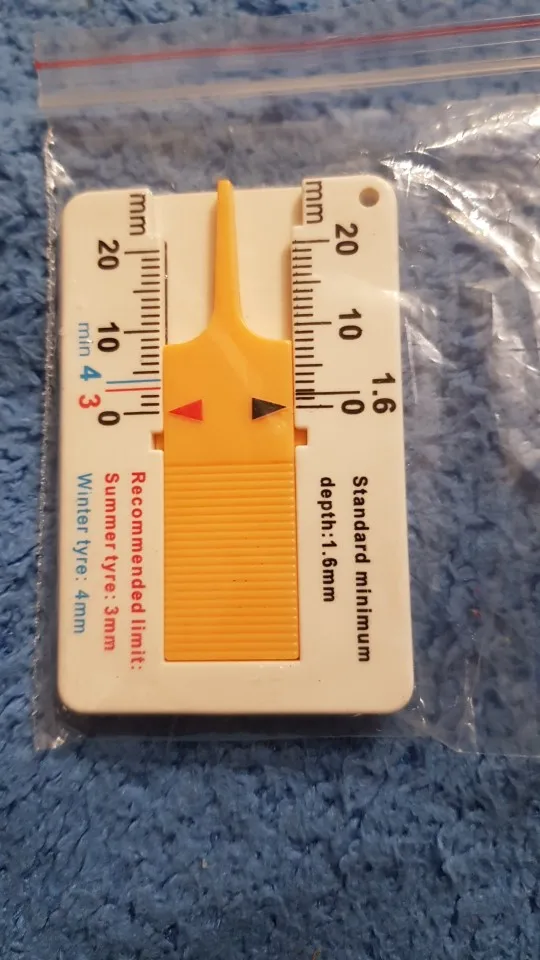 mm
20
10
min 4 3
0
mm
20
10
1.6
0
Standard minimum
depth:1.6mm
Recommended limit:
Summer tyre: 3mm
Winter tyre: 4mm